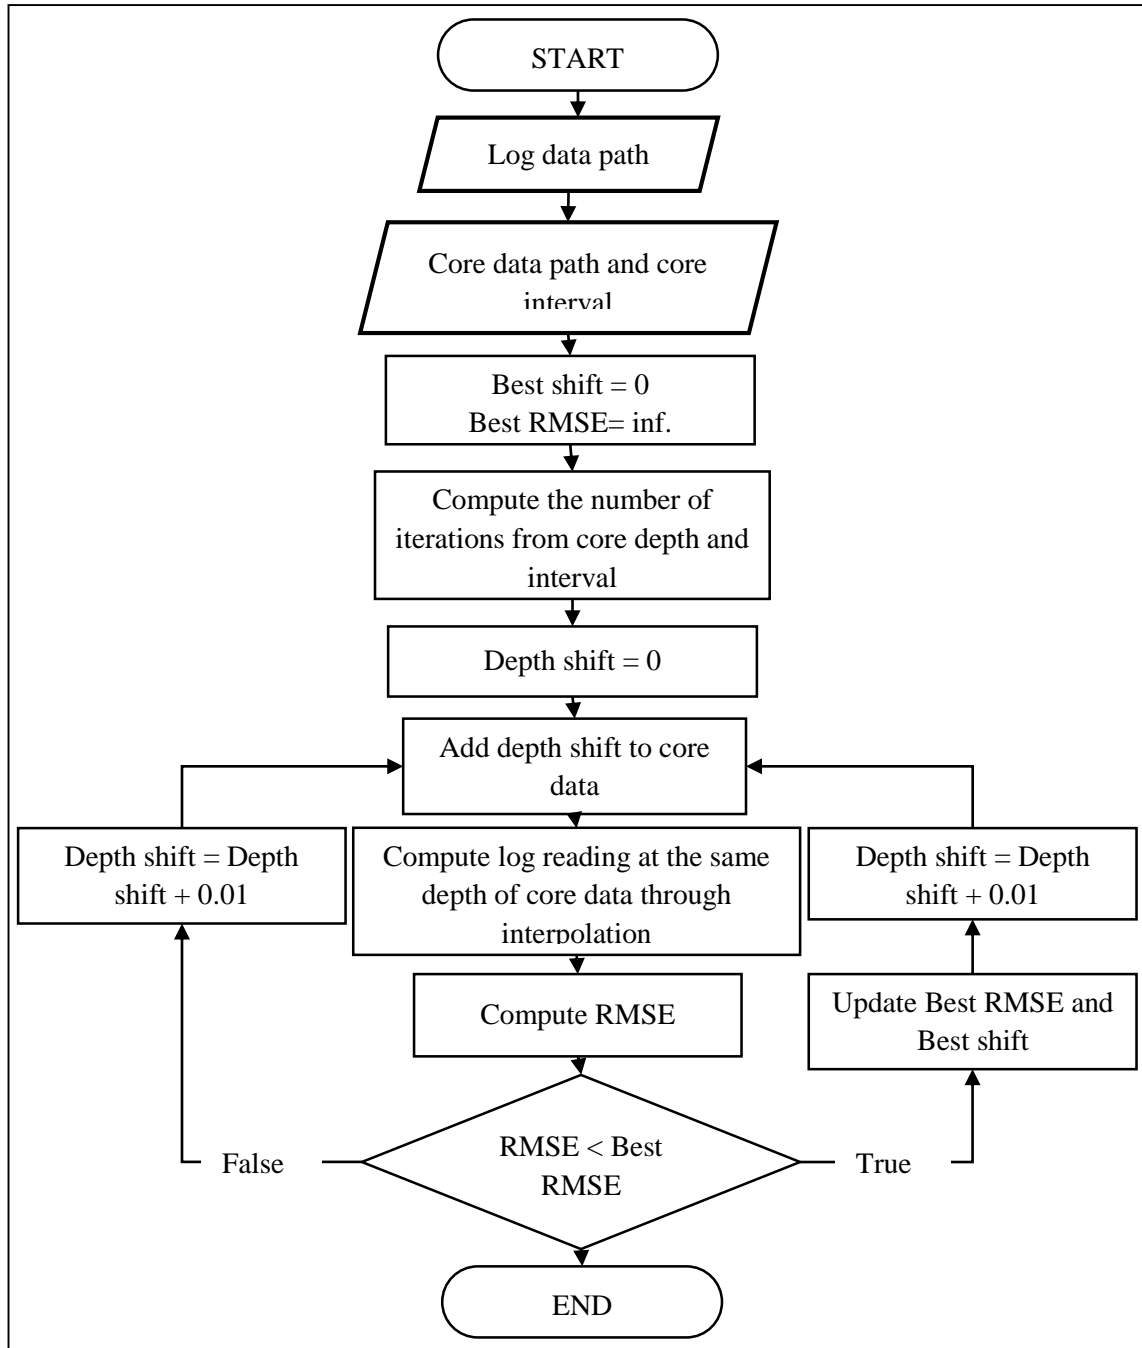 START
Log data path
Core data path and core
interval
Best shift = 0
Best RMSE= inf.
Compute the number of
iterations from core depth and
interval
Depth shift = 0
Add depth shift to core
data
Depth shift = Depth
shift + 0.01
Compute log reading at the same
depth of core data through
interpolation
Depth shift = Depth
shift + 0.01
Compute RMSE
Update Best RMSE and
Best shift
False
RMSE < Best
RMSE
True
END